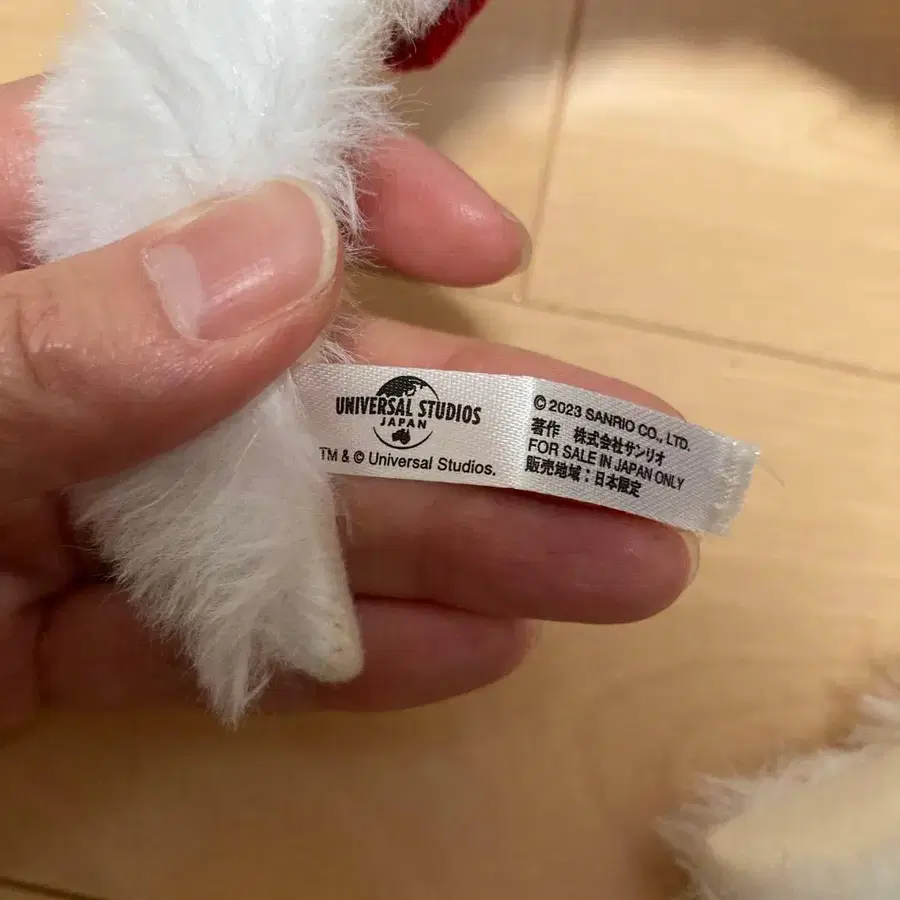 UNIVERSAL STUDIOS
JAPAN
TM & © Universal Studios.
© 2023 SANRIO CO., LTD.
著作 株式会社サンリオ
FOR SALE IN JAPAN ONLY
販売地域：日本限定